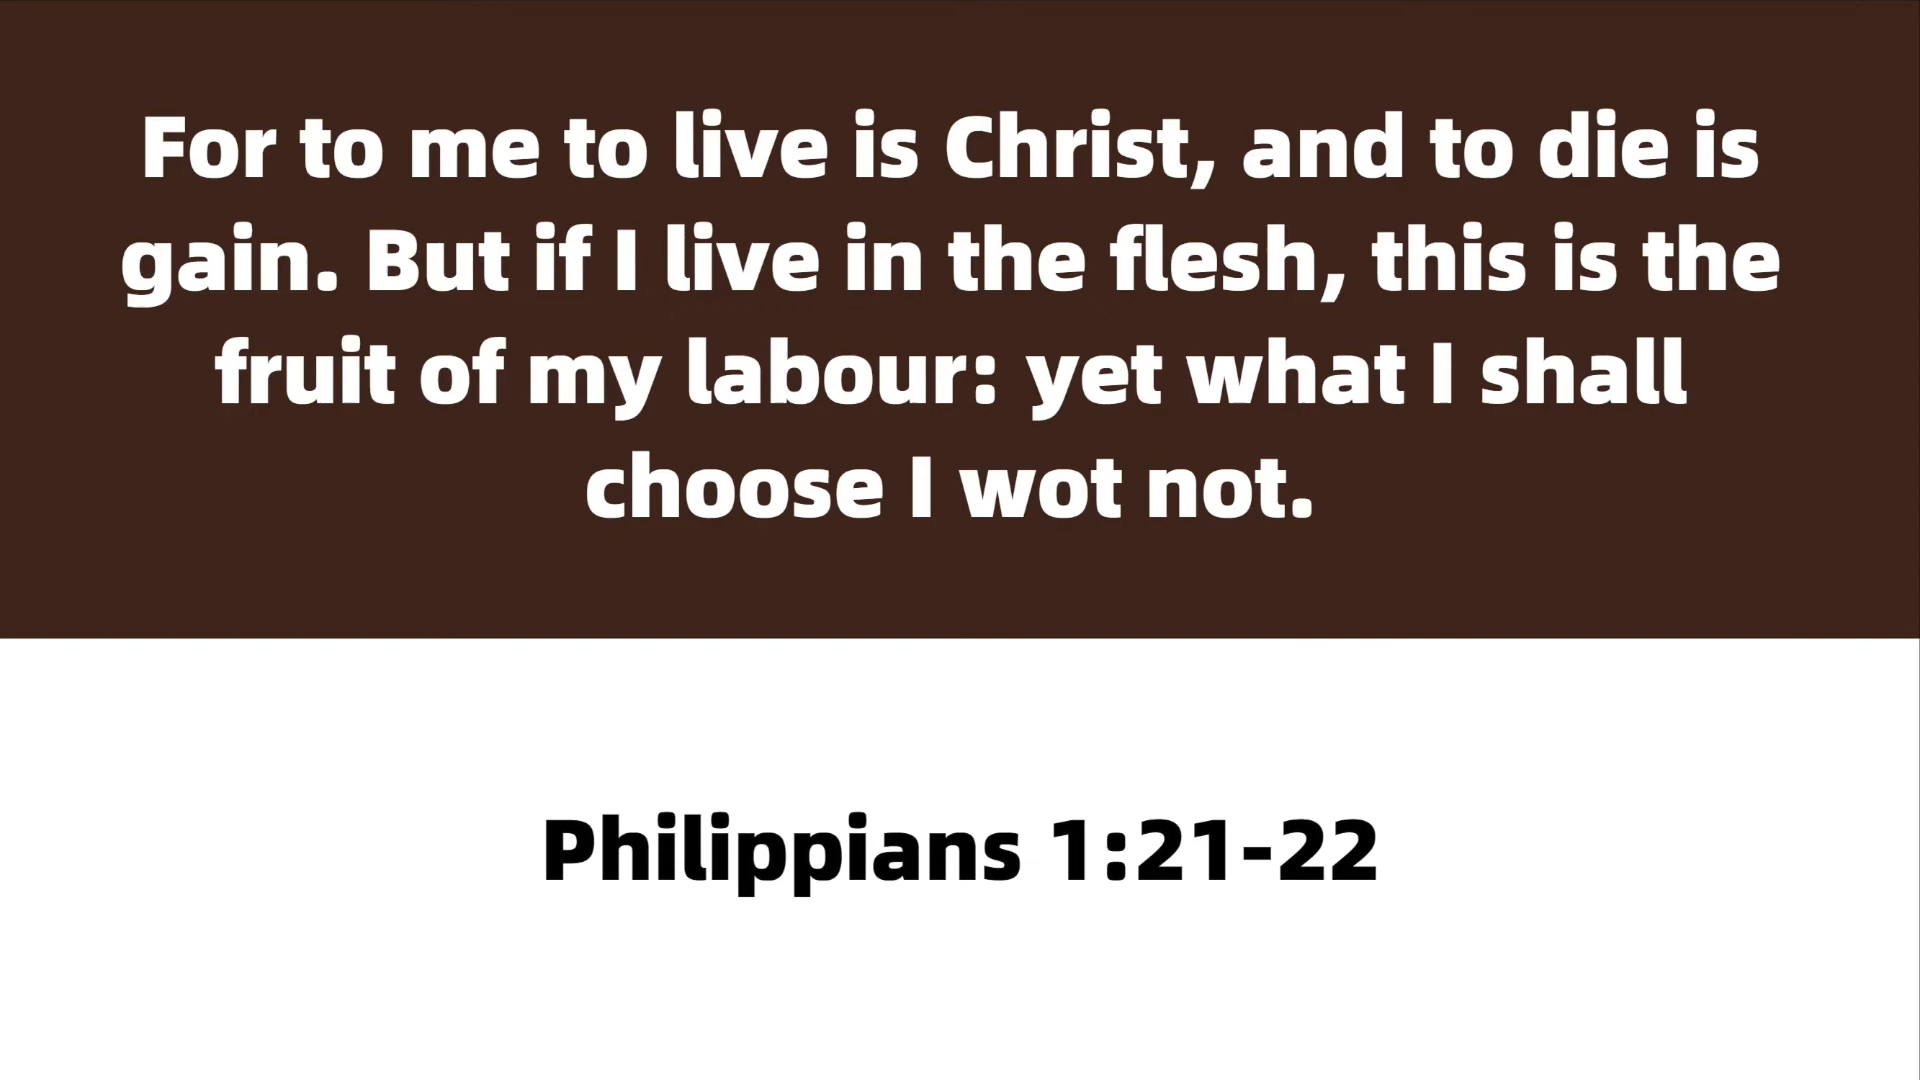 For to me to live is Christ, and to die is
gain. But if I live in the flesh, this is the
fruit of my labour: yet what I shall
choose I wot not.
Philippians 1:21-22